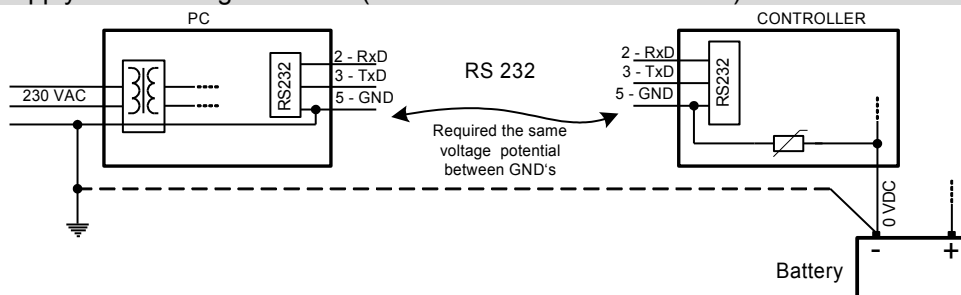 PC
CONTROLLER
2 - RxD
3 - TxD
5 - GND
RS232
230 VAC
RS 232
Required the same
voltage potential
between GND's
2 - RxD
3 - TxD
5 - GND
RS232
0 VDC
- +
Battery